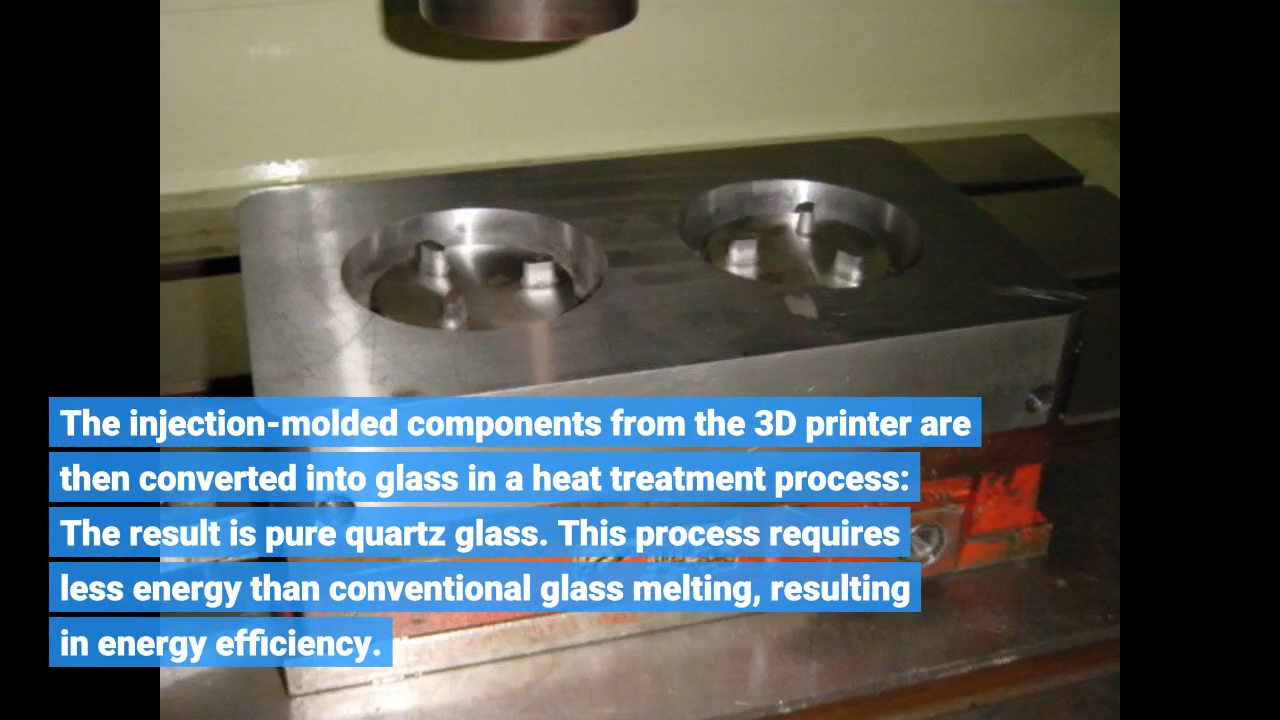 The injection-molded components from the 3D printer are
then converted into glass in a heat treatment process:
The result is pure quartz glass. This process requires
less energy than conventional glass melting, resulting
in energy efficiency.